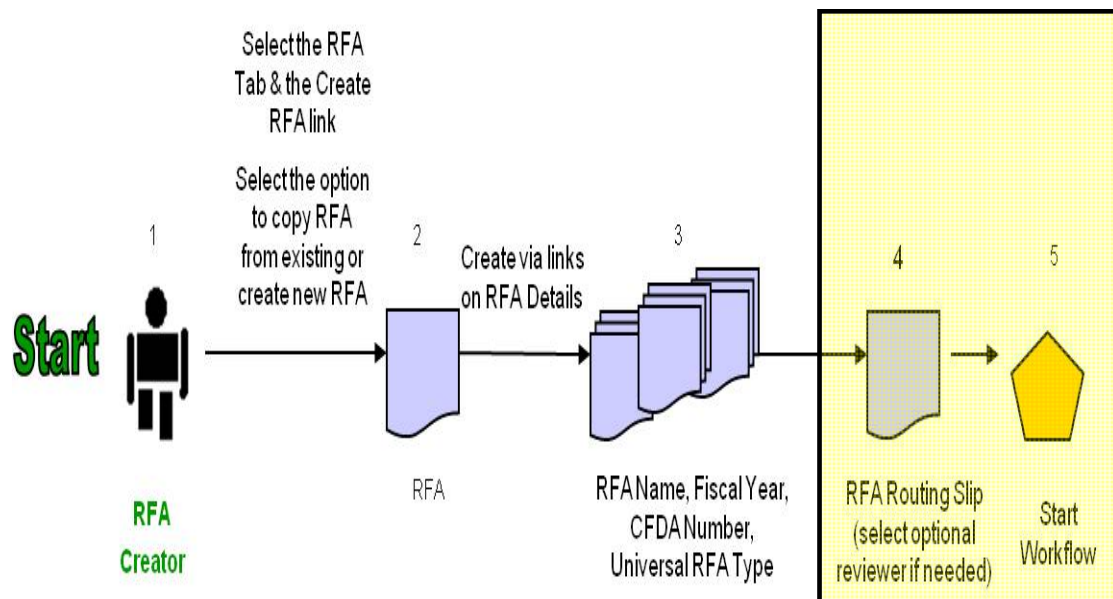 Select the RFA
Tab & the Create
RFA link
Select the option
to copy RFA
from existing or
create new RFA
1
2
Create via links
on RFA Details
3
4
5
Start
RFA
Creator
RFA
RFA Name, Fiscal Year,
CFDA Number,
Universal RFA Type
RFA Routing Slip
(select optional
reviewer if needed)
Start
Workflow